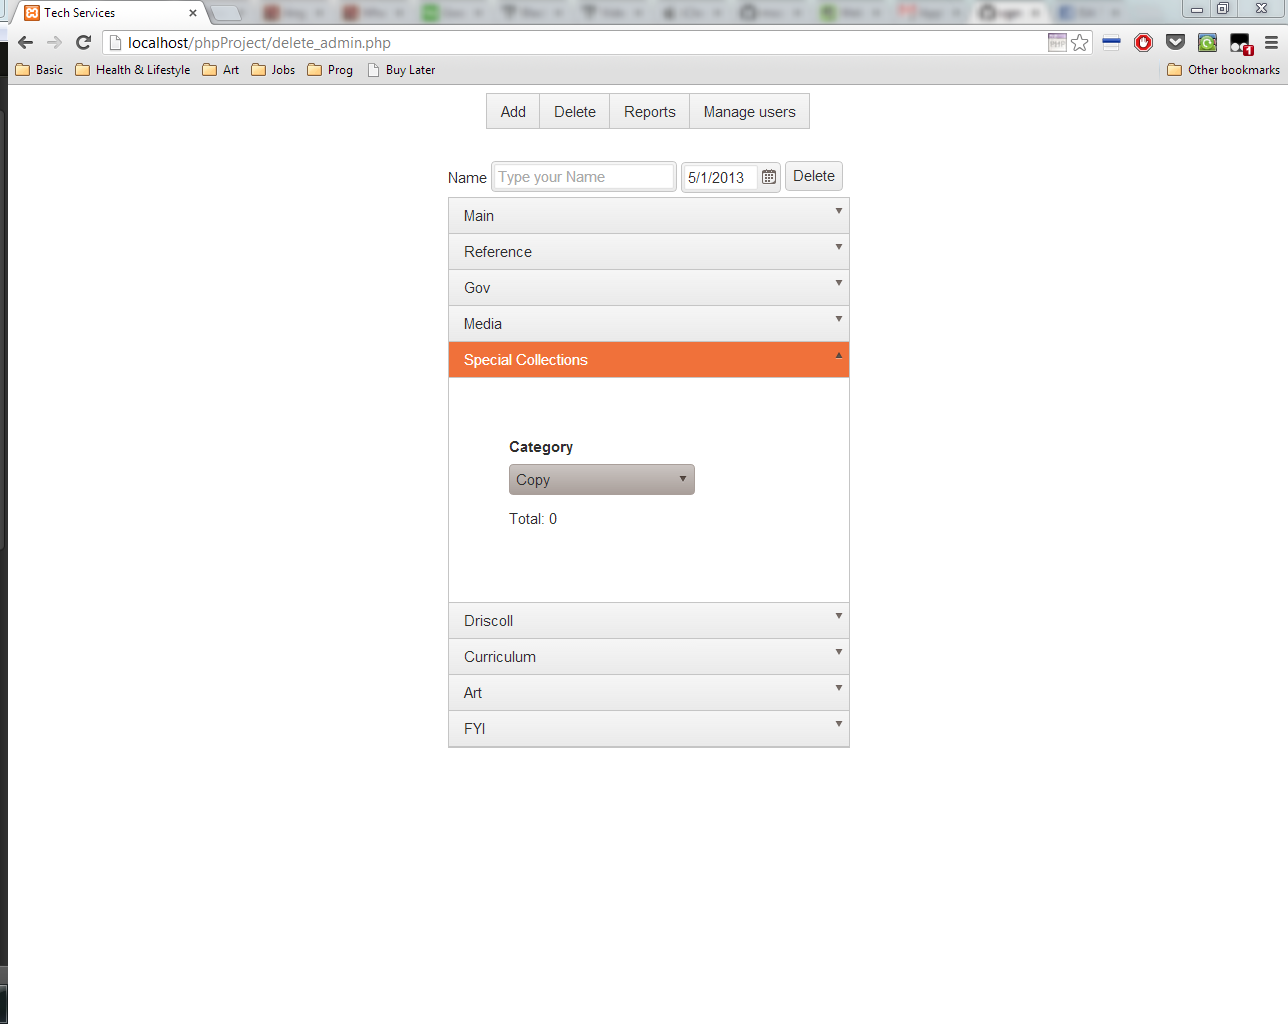 Tech Services
localhost/phpProject/delete_admin.php
Basic Health & Lifestyle Art Jobs Prog Buy Later Other bookmarks
Add Delete Reports Manage users
Name Type your Name 5/1/2013 Delete
Main
Reference
Gov
Media
Special Collections
Category
Copy
Total: 0
Driscoll
Curriculum
Art
FYI